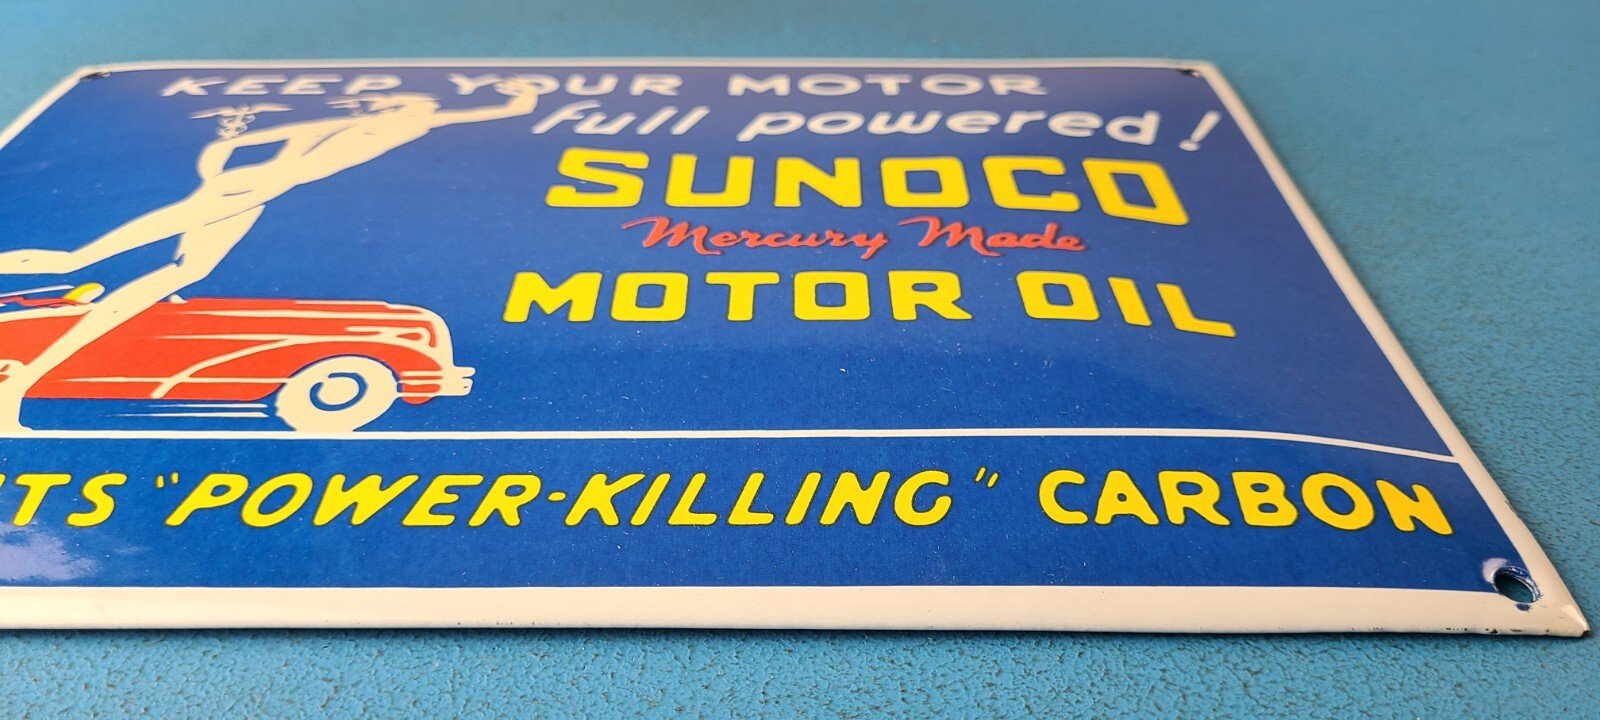 KEEP YOUR MOTOR
full powered!
SUNOCO
Mercury Made
MOTOR OIL
"POWER-KILLING" CARBON